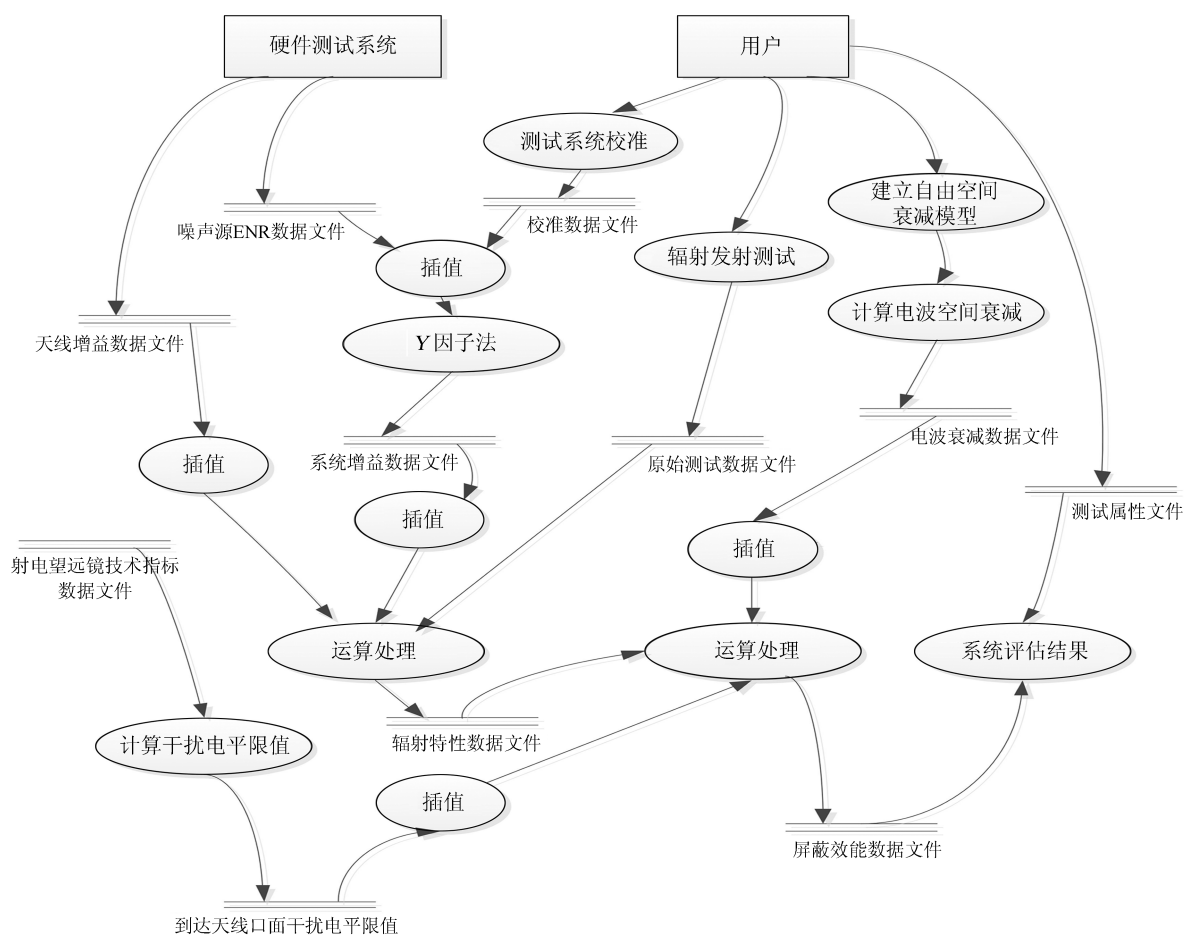 硬件测试系统
用户
测试系统校准
建立自由空间
衰减模型
噪声源ENR数据文件
校准数据文件
插值
辐射发射测试
计算电波空间衰减
天线增益数据文件
Y因子法
电波衰减数据文件
插值
系统增益数据文件
原始测试数据文件
插值
测试属性文件
插值
射电望远镜技术指标
数据文件
运算处理
运算处理
系统评估结果
计算干扰电平限值
辐射特性数据文件
插值
屏蔽效能数据文件
到达天线口面干扰电平限值